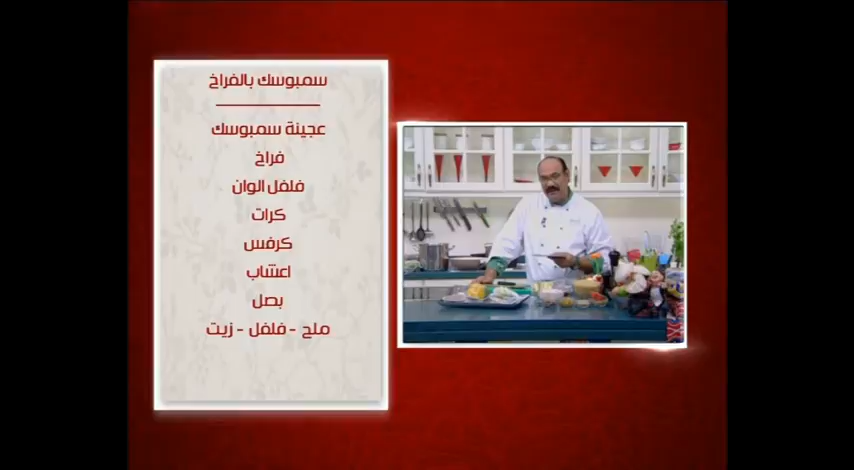 سمبوسك بالفراخ
عجينة سمبوسك
فراخ
فلفل الوان
كرات
كرفس
اعشاب
بصل
ملح - فلفل - زيت